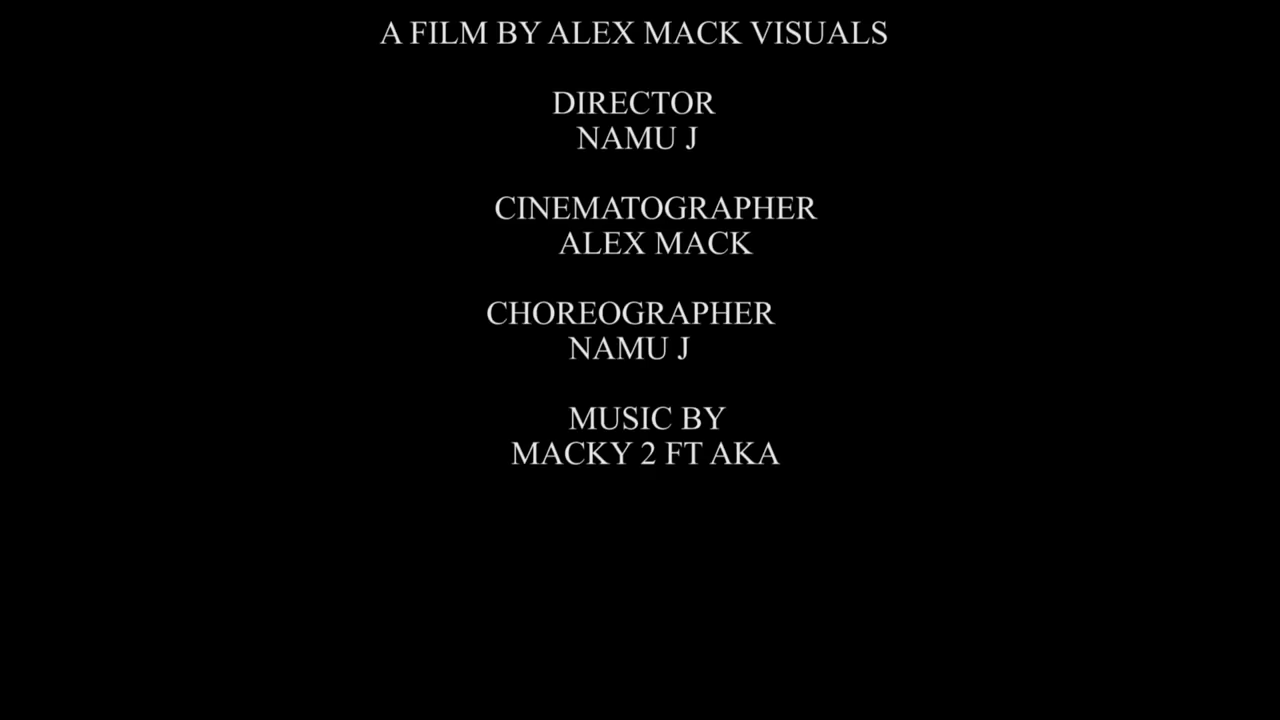 A FILM BY ALEX MACK VISUALS
DIRECTOR
NAMU J
CINEMATOGRAPHER
ALEX MACK
CHOREOGRAPHER
NAMU J
MUSIC BY
MACKY 2 FT AKA